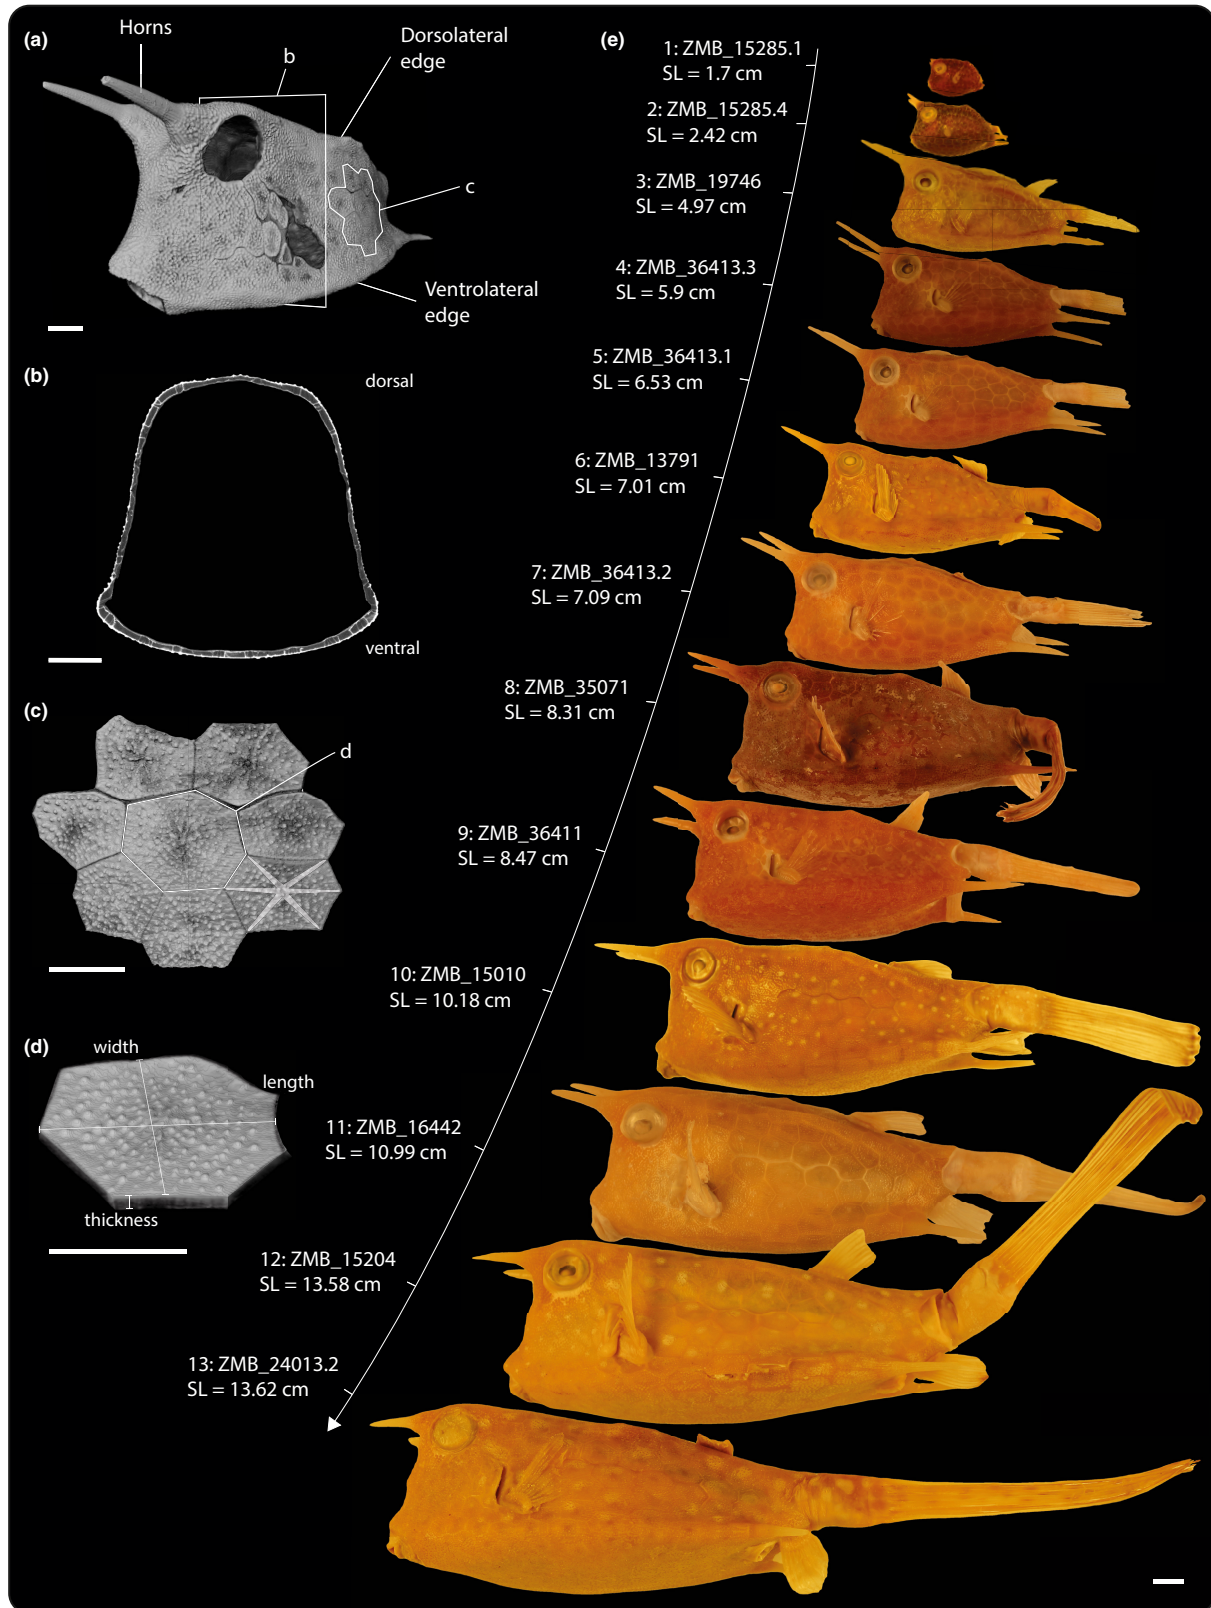 (a)
Horns
b
Dorsolateral
edge
c
Ventrolateral
edge
(b)
dorsal
ventral
(c)
d
(d)
width
length
thickness
(e)
1: ZMB_15285.1
SL = 1.7 cm
2: ZMB_15285.4
SL = 2.42 cm
3: ZMB_19746
SL = 4.97 cm
4: ZMB_36413.3
SL = 5.9 cm
5: ZMB_36413.1
SL = 6.53 cm
6: ZMB_13791
SL = 7.01 cm
7: ZMB_36413.2
SL = 7.09 cm
8: ZMB_35071
SL = 8.31 cm
9: ZMB_36411
SL = 8.47 cm
10: ZMB_15010
SL = 10.18 cm
11: ZMB_16442
SL = 10.99 cm
12: ZMB_15204
SL = 13.58 cm
13: ZMB_24013.2
SL = 13.62 cm